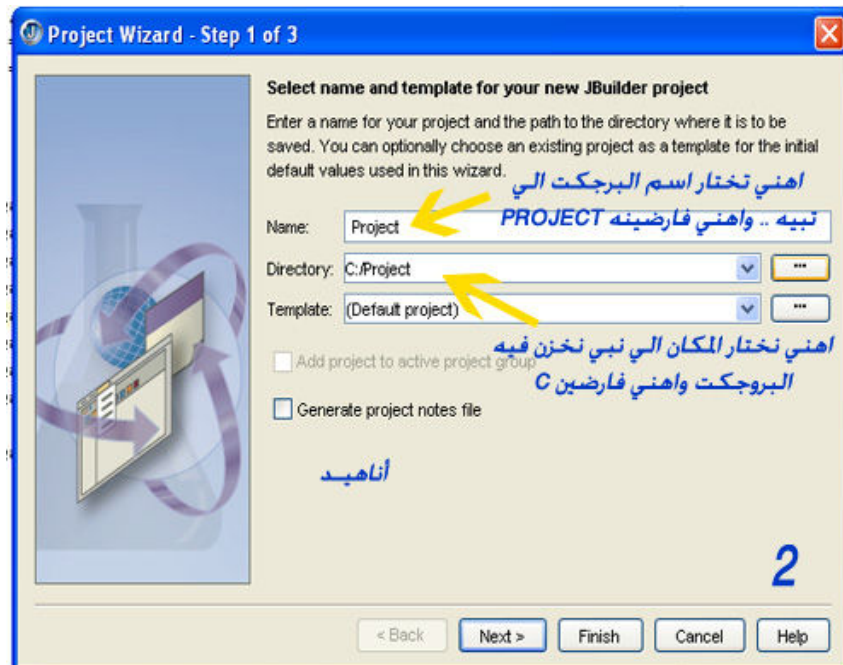 Project Wizard - Step 1 of 3
Select name and template for your new JBuilder project
Enter a name for your project and the path to the directory where it is to be
saved. You can optionally choose an existing project as a template for the initial
default values used in this wizard.
اهني تختار اسم البرجكت الي
تبيه .. واهني فارضينه PROJECT
Name: Project
Directory: C:/Project ...
Template: (Default project) ...
اهني نختار المكان الي نبي نخزن فيه
البروجكت واهني فارضين C
Add project to active project group
Generate project notes file
أناهيـد
2
< Back Next > Finish Cancel Help